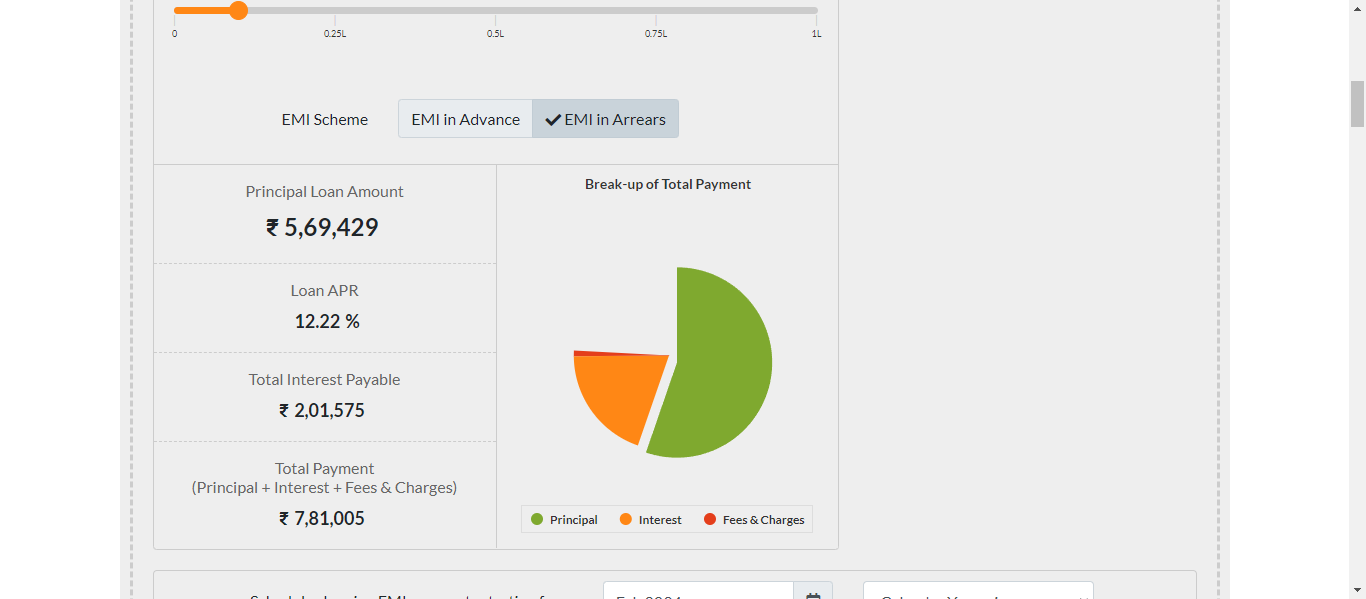 0 0.25L 0.5L 0.75L 1L
EMI Scheme EMI in Advance EMI in Arrears
Principal Loan Amount
₹ 5,69,429
Loan APR
12.22 %
Total Interest Payable
₹ 2,01,575
Total Payment
(Principal + Interest + Fees & Charges)
₹ 7,81,005
Break-up of Total Payment
Principal Interest Fees & Charges